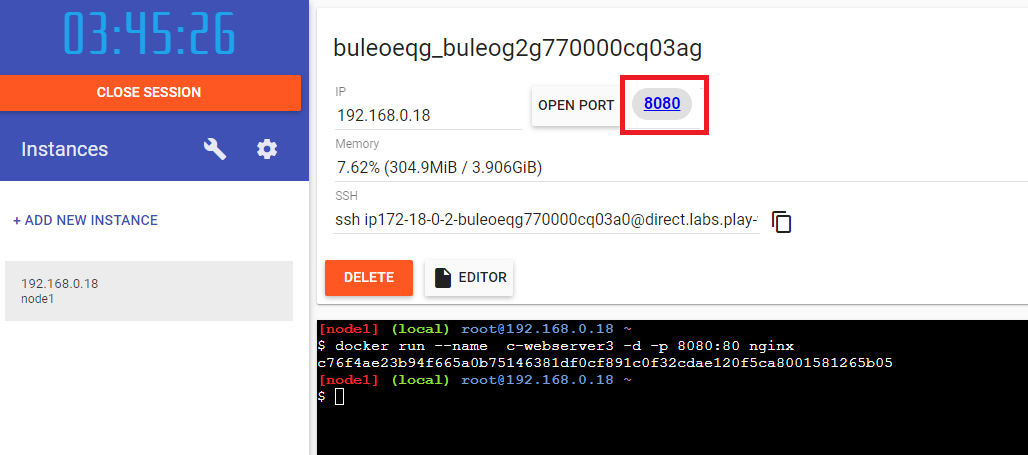 03:45:26
CLOSE SESSION
Instances
+ ADD NEW INSTANCE
192.168.0.18
node1
buleoeqg_buleog2g770000cq03ag
IP
192.168.0.18
OPEN PORT
8080
Memory
7.62% (304.9MiB / 3.906GiB)
SSH
ssh ip172-18-0-2-buleoeqg770000cq03a0@direct.labs.play-
DELETE
EDITOR
[node1] (local) root@192.168.0.18 ~
$ docker run --name  c-webserver3 -d -p 8080:80 nginx
c76f4ae23b94f665a0b75146381df0cf891c0f32cdae120f5ca8001581265b05
[node1] (local) root@192.168.0.18 ~
$